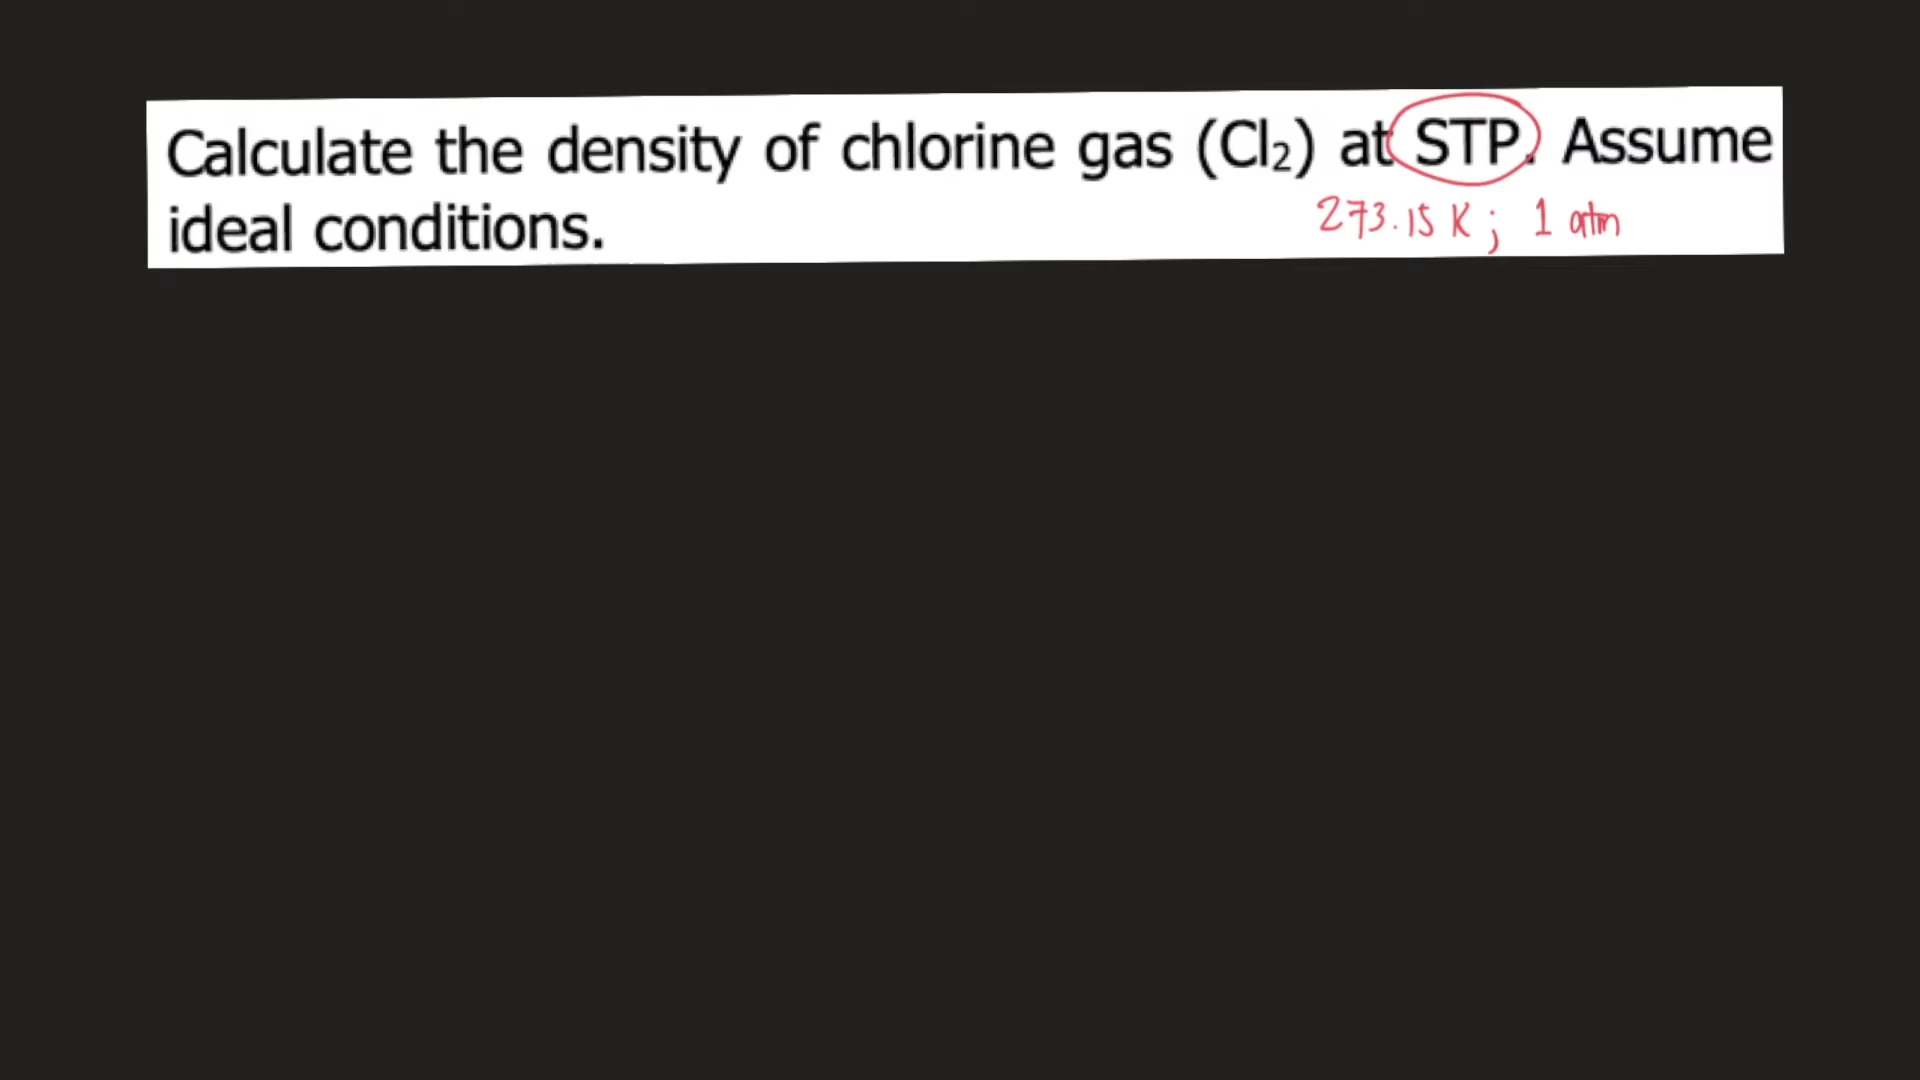 Calculate the density of chlorine gas (Cl₂) at STP. Assume
ideal conditions.
273.15 K ; 1 atm